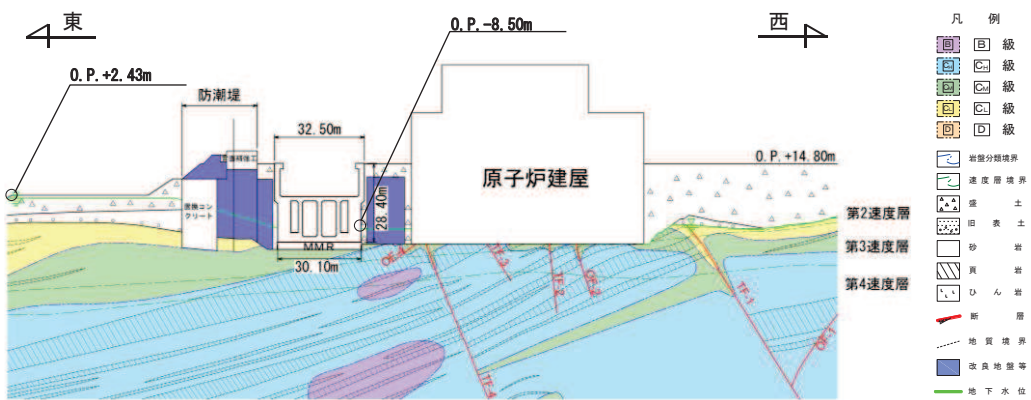 東
西
O.P.-8.50m
O.P.+2.43m
防潮堤
32.50m
O.P.+14.80m
原子炉建屋
置換コン
クリート
28.40m
MMR
30.10m
第2速度層
第3速度層
第4速度層
TF-3
TF-2
OF-2
TF-1
OF-1
TF-4
凡 例
B B 級
CH CH 級
CM CM 級
CL CL 級
D D 級
岩盤分類境界
速度層境界
盛土
旧表土
砂岩
頁岩
ひん岩
断層
地質境界
改良地盤等
地下水位